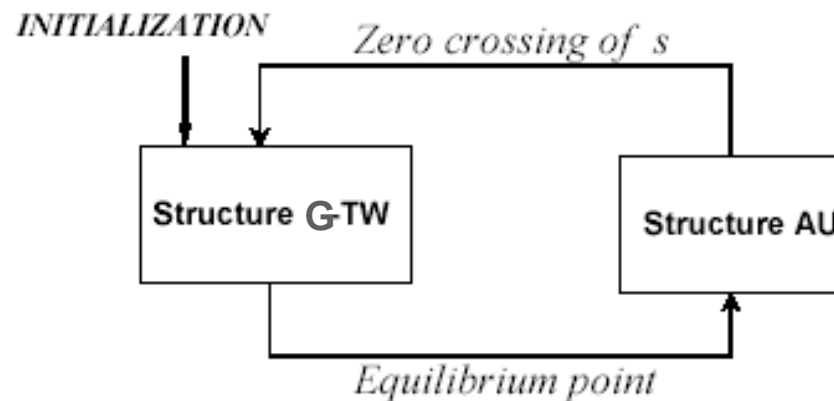 INITIALIZATION
Zero crossing of s
Structure G-TW
Structure AU
Equilibrium point